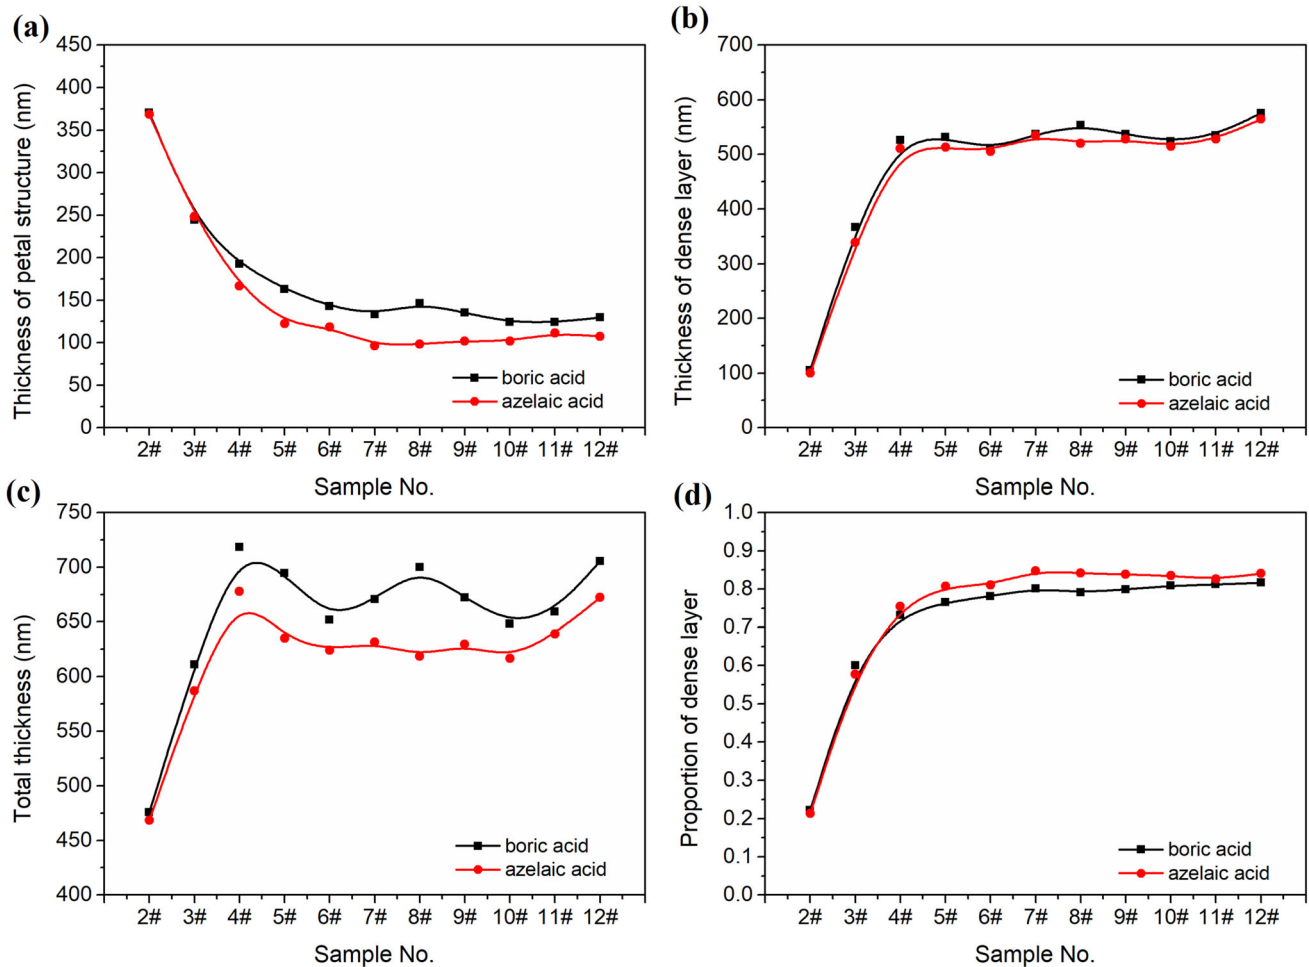 (a)
450
400
350
300
250
200
150
100
50
0
Thickness of petal structure (nm)
boric acid
azelaic acid
2# 3# 4# 5# 6# 7# 8# 9# 10# 11# 12#
Sample No.
(b)
700
600
500
400
300
200
100
0
Thickness of dense layer (nm)
boric acid
azelaic acid
2# 3# 4# 5# 6# 7# 8# 9# 10# 11# 12#
Sample No.
(c)
750
700
650
600
550
500
450
400
Total thickness (nm)
boric acid
azelaic acid
2# 3# 4# 5# 6# 7# 8# 9# 10# 11# 12#
Sample No.
(d)
1.0
0.9
0.8
0.7
0.6
0.5
0.4
0.3
0.2
0.1
0.0
Proportion of dense layer
boric acid
azelaic acid
2# 3# 4# 5# 6# 7# 8# 9# 10# 11# 12#
Sample No.